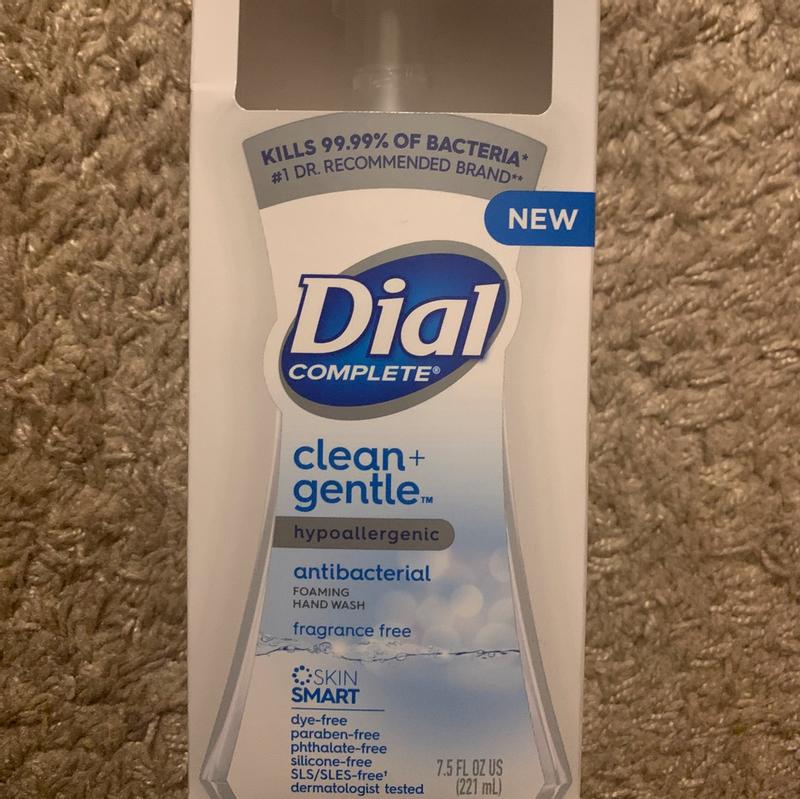 KILLS 99.99% OF BACTERIA*
#1 DR. RECOMMENDED BRAND**
NEW
Dial
COMPLETE®
clean+
gentle™
hypoallergenic
antibacterial
FOAMING
HAND WASH
fragrance free
SKIN
SMART
dye-free
paraben-free
phthalate-free
silicone-free
SLS/SLES-free†
dermatologist tested
7.5 FL OZ US
(221 mL)